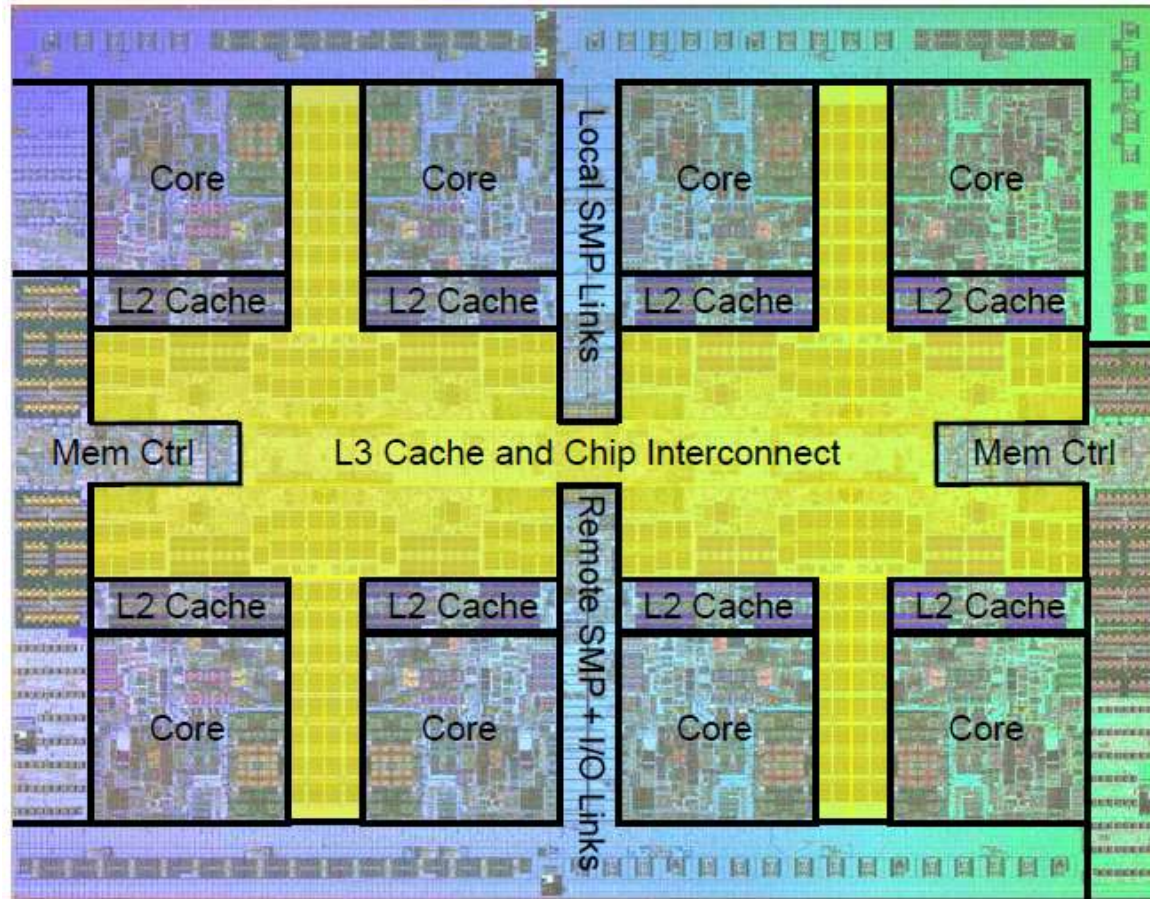 Core
Core
Local SMP Links
Core
Core
L2 Cache
L2 Cache
L2 Cache
L2 Cache
Mem Ctrl
L3 Cache and Chip Interconnect
Mem Ctrl
L2 Cache
L2 Cache
Remote SMP + I/O Links
L2 Cache
L2 Cache
Core
Core
Core
Core